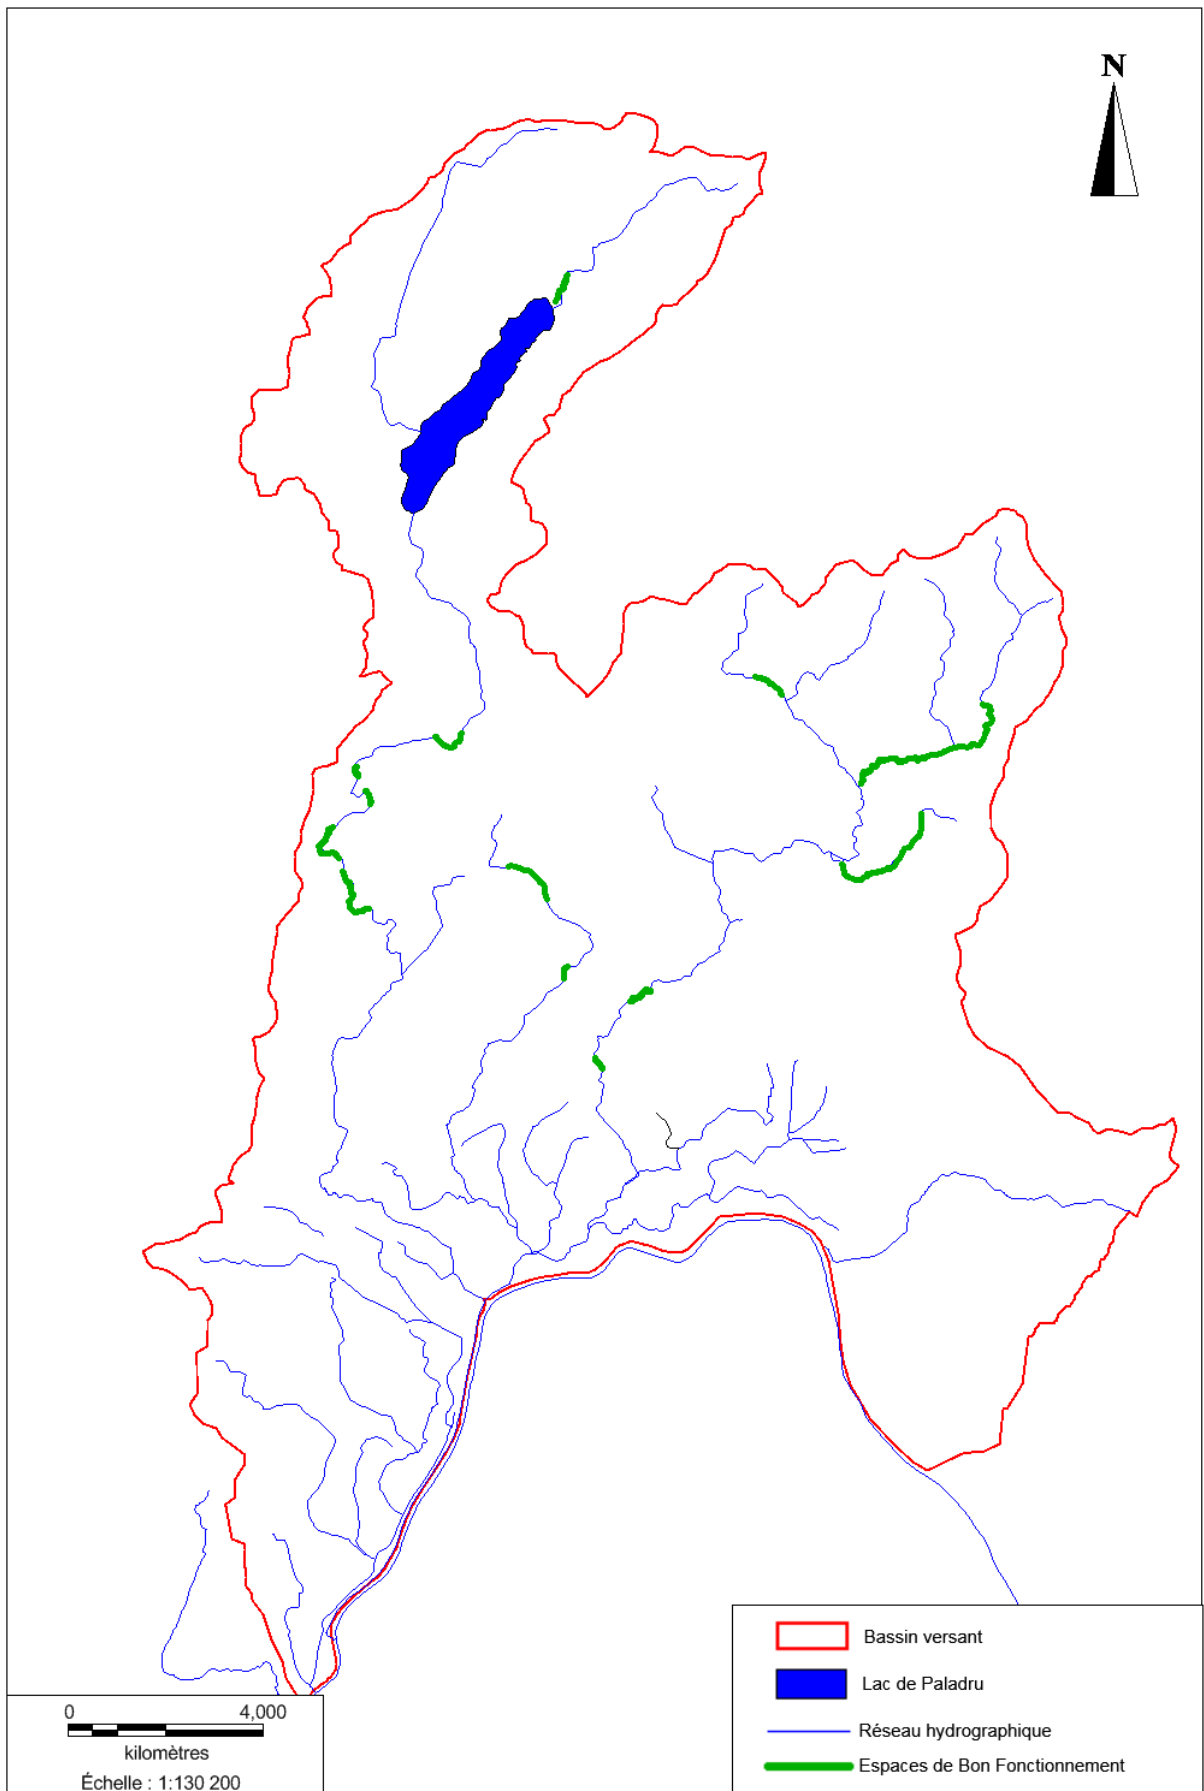 N
Bassin versant
Lac de Paladru
Réseau hydrographique
Espaces de Bon Fonctionnement
0 4,000
kilomètres
Échelle : 1:130 200